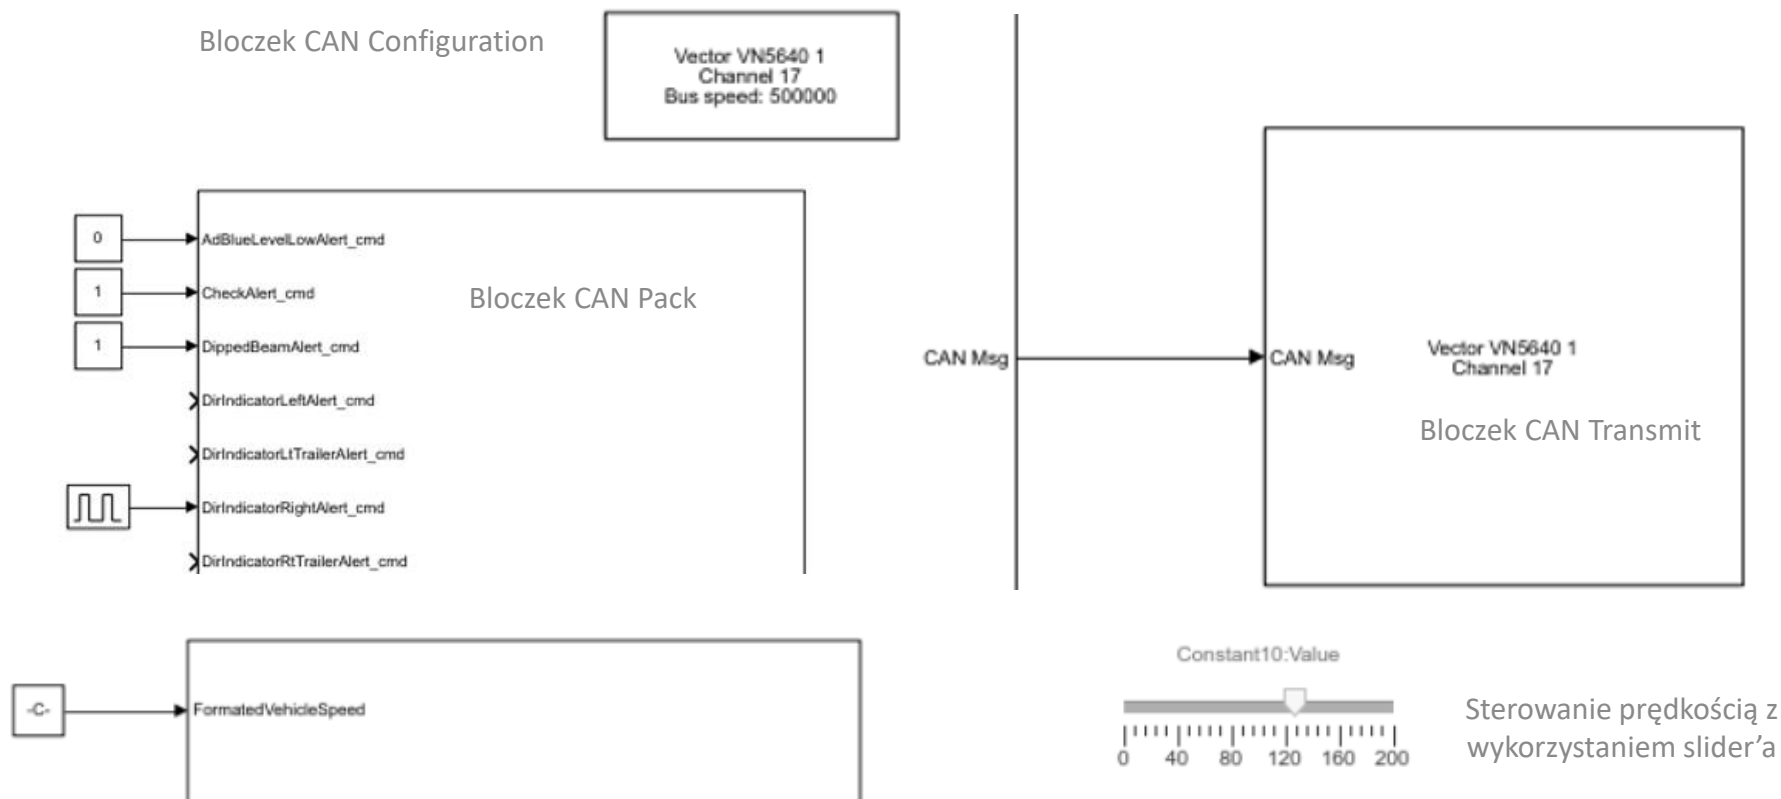 Bloczek CAN Configuration
Vector VN5640 1
Channel 17
Bus speed: 500000
0
AdBlueLevelLowAlert_cmd
1
CheckAlert_cmd
Bloczek CAN Pack
1
DippedBeamAlert_cmd
DirIndicatorLeftAlert_cmd
DirIndicatorLtTrailerAlert_cmd
DirIndicatorRightAlert_cmd
DirIndicatorRtTrailerAlert_cmd
CAN Msg
CAN Msg
Vector VN5640 1
Channel 17
Bloczek CAN Transmit
-C-
FormatedVehicleSpeed
Constant10:Value
0 40 80 120 160 200
Sterowanie prędkością z
wykorzystaniem slider’a